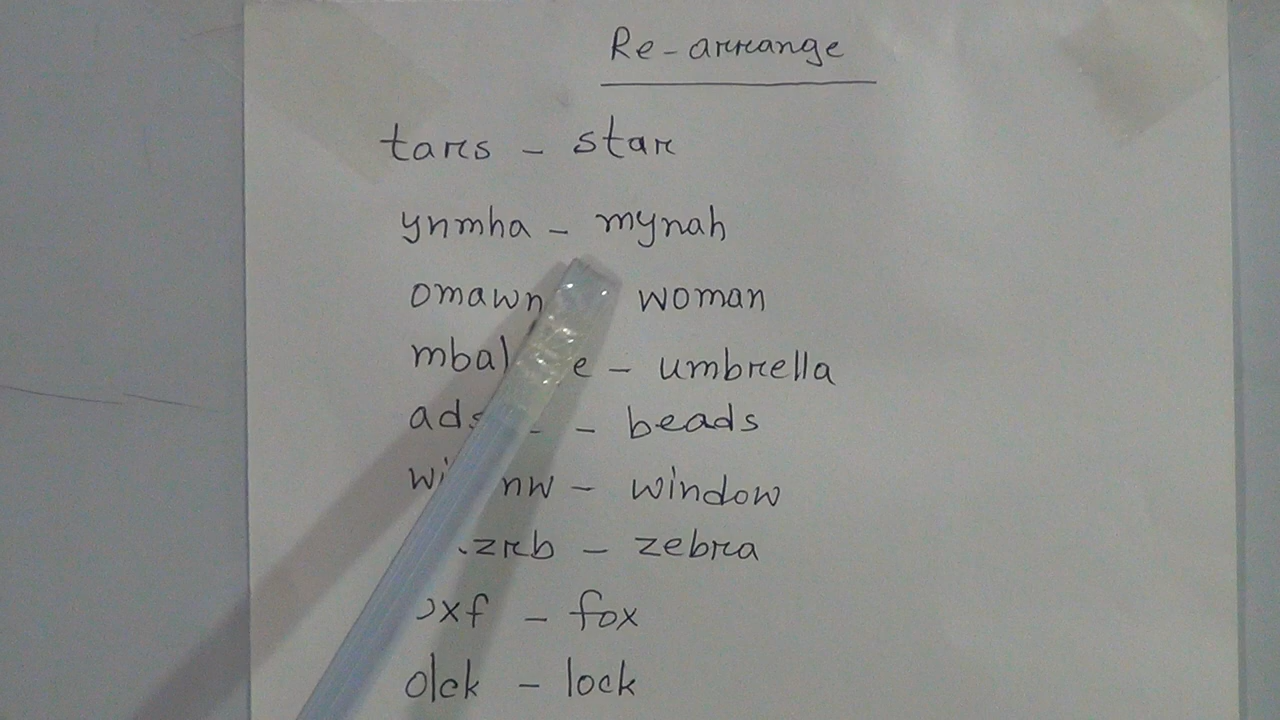 Re-arrange
tars - star
ynmha - mynah
omawn woman
- umbrella
- beads
- window
- zebra
- fox
olck - lock